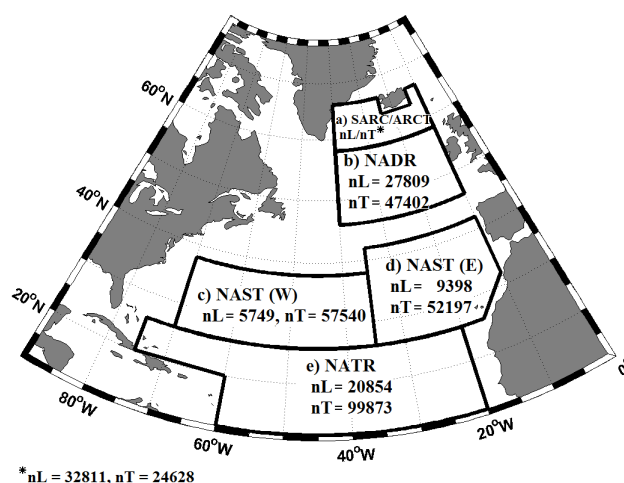 60°N
40°N
20°N
a) SARC/ARCT
nL/nT*
b) NADR
nL = 27809
nT = 47402
c) NAST (W)
nL = 5749, nT = 57540
d) NAST (E)
nL = 9398
nT = 52197
e) NATR
nL = 20854
nT = 99873
80°W
60°W
40°W
20°W
*nL = 32811, nT = 24628